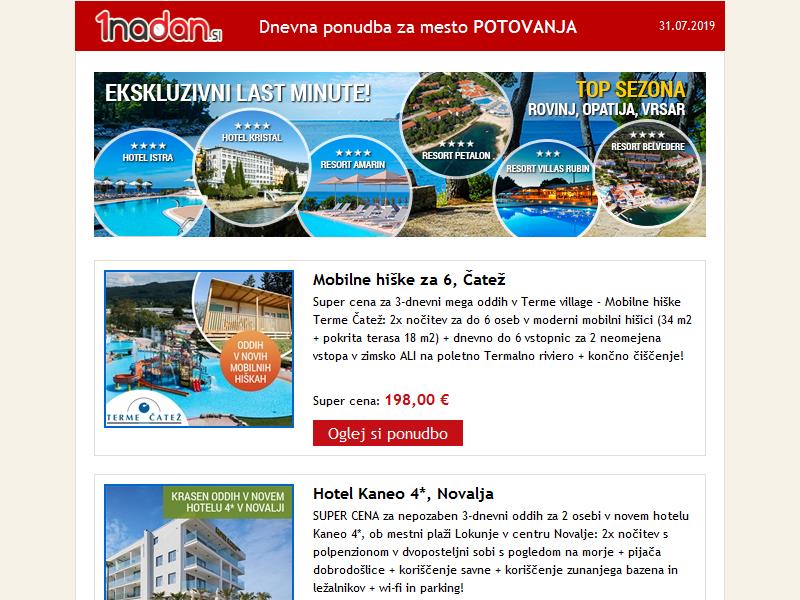 1nadan.si
Dnevna ponudba za mesto POTOVANJA
31.07.2019
EKSKLUZIVNI LAST MINUTE!
TOP SEZONA
ROVINJ, OPATIJA, VRSAR
HOTEL ISTRA
HOTEL KRISTAL
RESORT AMARIN
RESORT PETALON
RESORT VILLAS RUBIN
RESORT BELVEDERE
ODDIH
V NOVIH
MOBILNIH
HIŠKAH
TERME ČATEŽ
Mobilne hiške za 6, Čatež
Super cena za 3-dnevni mega oddih v Terme village - Mobilne hiške
Terme Čatež: 2x nočitev za do 6 oseb v moderni mobilni hišici (34 m2
+ pokrita terasa 18 m2) + dnevno do 6 vstopnic za 2 neomejena
vstopa v zimsko ALI na poletno Termalno riviero + končno čiščenje!
Super cena: 198,00 €
Oglej si ponudbo
KRASEN ODDIH V NOVEM
HOTELU 4* V NOVALJI
Hotel Kaneo 4*, Novalja
SUPER CENA za nepozaben 3-dnevni oddih za 2 osebi v novem hotelu
Kaneo 4*, ob mestni plaži Lokunje v centru Novalje: 2x nočitev s
polpenzionom v dvoposteljni sobi s pogledom na morje + pijača
dobrodošlice + koriščenje savne + koriščenje zunanjega bazena in
ležalnikov + wi-fi in parking!